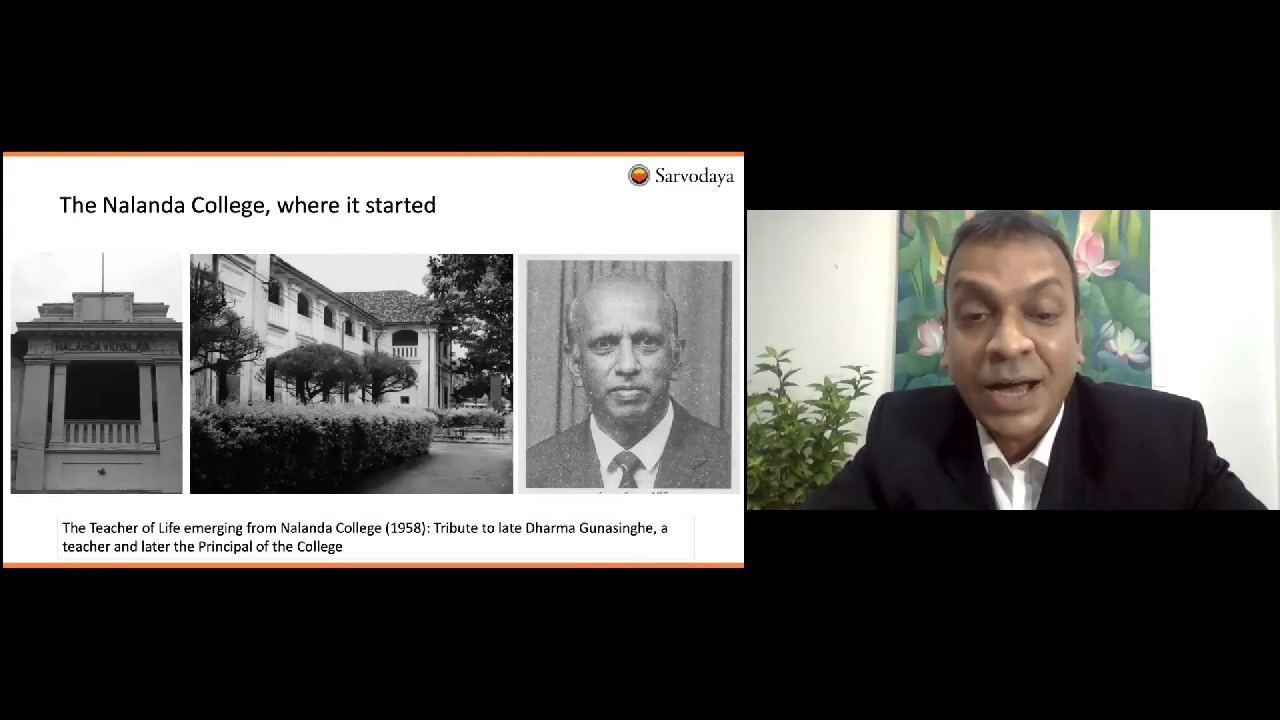 Sarvodaya
The Nalanda College, where it started
NALANDA VIDYALAYA
The Teacher of Life emerging from Nalanda College (1958): Tribute to late Dharma Gunasinghe, a
teacher and later the Principal of the College